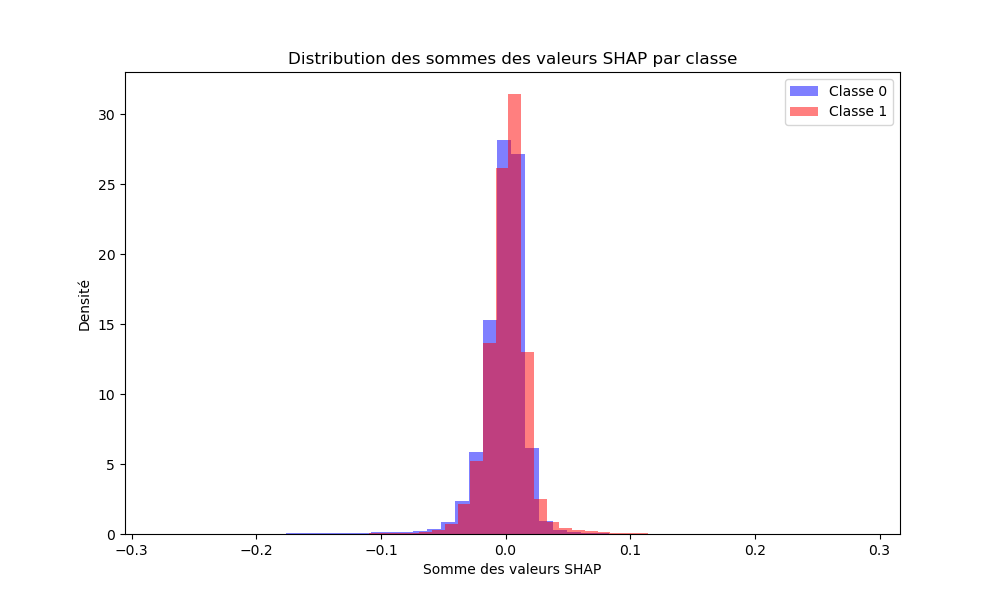 Distribution des sommes des valeurs SHAP par classe
Classe 0
Classe 1
Densité
30
25
20
15
10
5
0
−0.3
−0.2
−0.1
0.0
0.1
0.2
0.3
Somme des valeurs SHAP